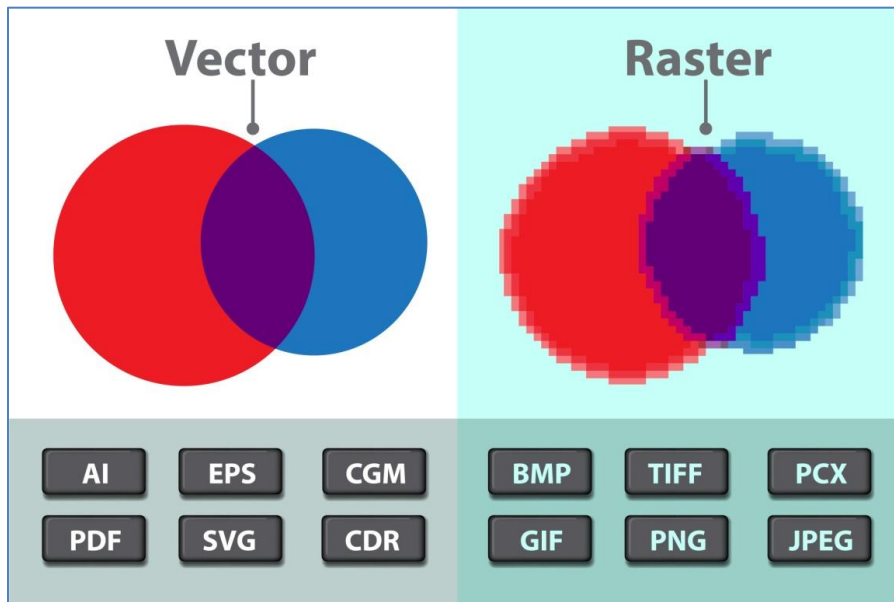 Vector
Raster
AI EPS CGM
PDF SVG CDR
BMP TIFF PCX
GIF PNG JPEG